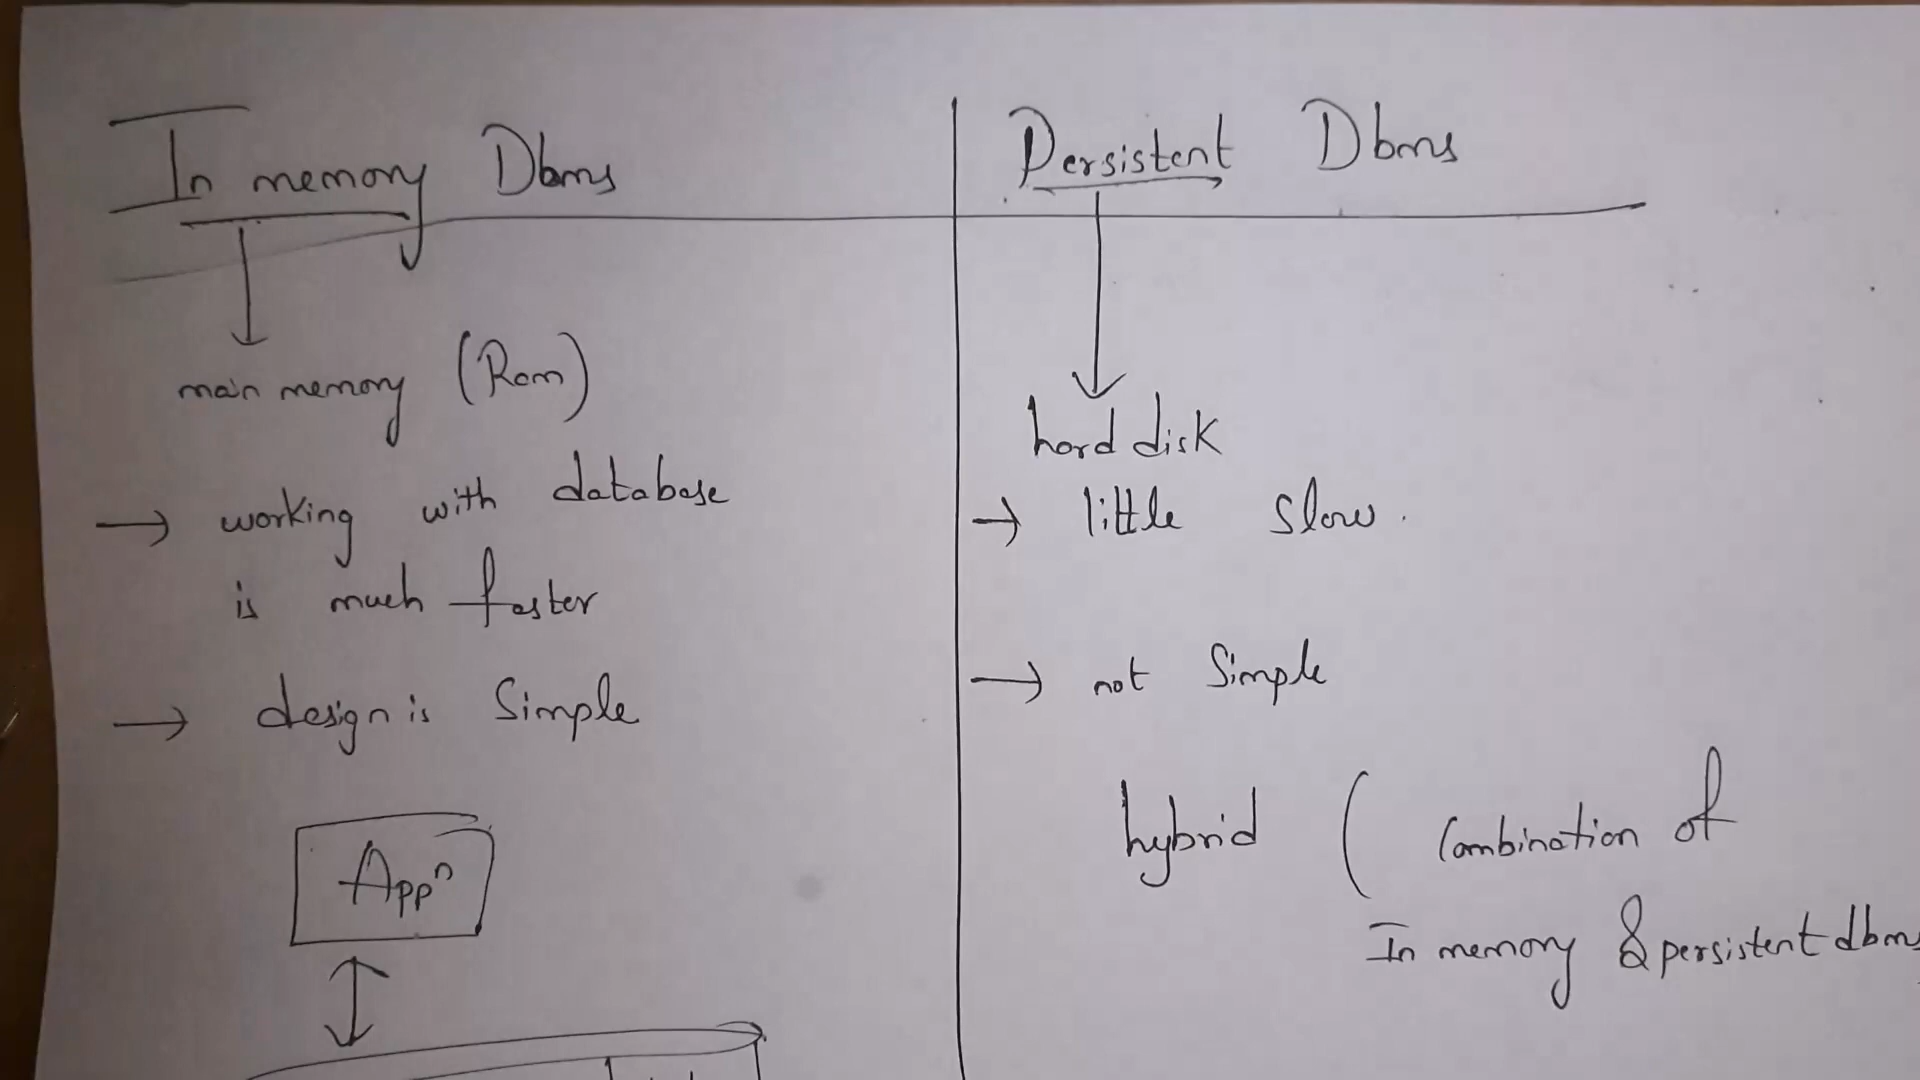 In memory Dbms
main memory (Ram)
→ working with database
is much faster
→ design is Simple
Appⁿ
Persistent Dbms
hard disk
→ little slow.
→ not Simple
hybrid ( Combination of
In memory & persistent dbms